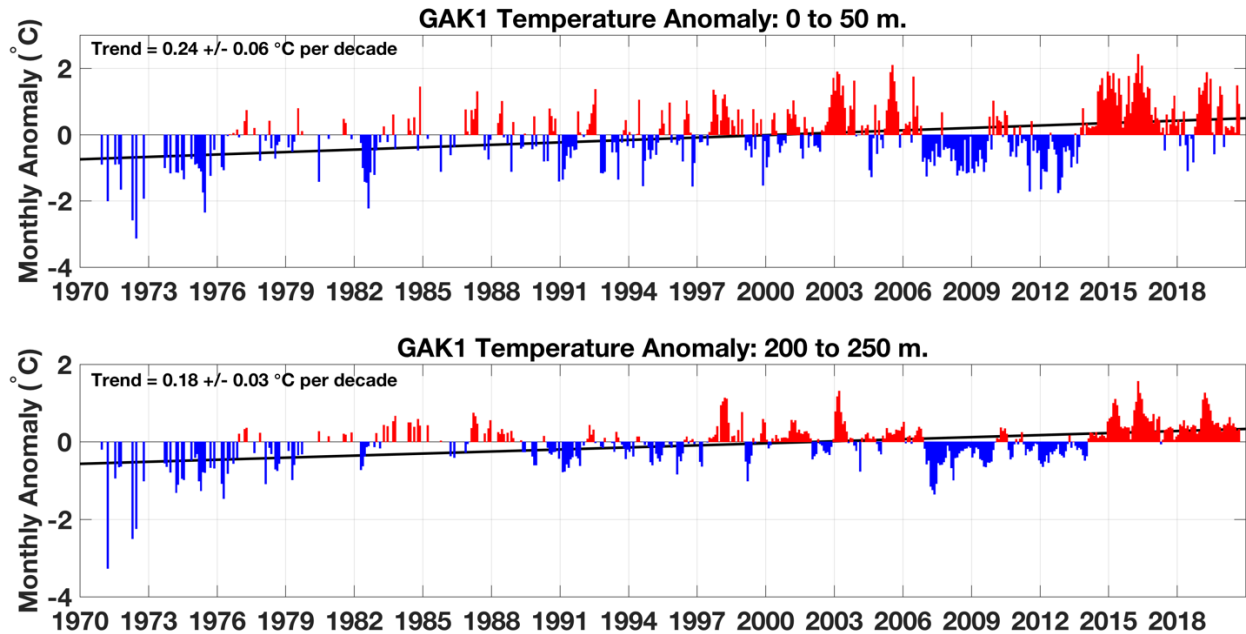 GAK1 Temperature Anomaly: 0 to 50 m.
Monthly Anomaly (°C)
Trend = 0.24 +/- 0.06 °C per decade
2
0
-2
-4
1970 1973 1976 1979 1982 1985 1988 1991 1994 1997 2000 2003 2006 2009 2012 2015 2018
GAK1 Temperature Anomaly: 200 to 250 m.
Monthly Anomaly (°C)
Trend = 0.18 +/- 0.03 °C per decade
2
0
-2
-4
1970 1973 1976 1979 1982 1985 1988 1991 1994 1997 2000 2003 2006 2009 2012 2015 2018